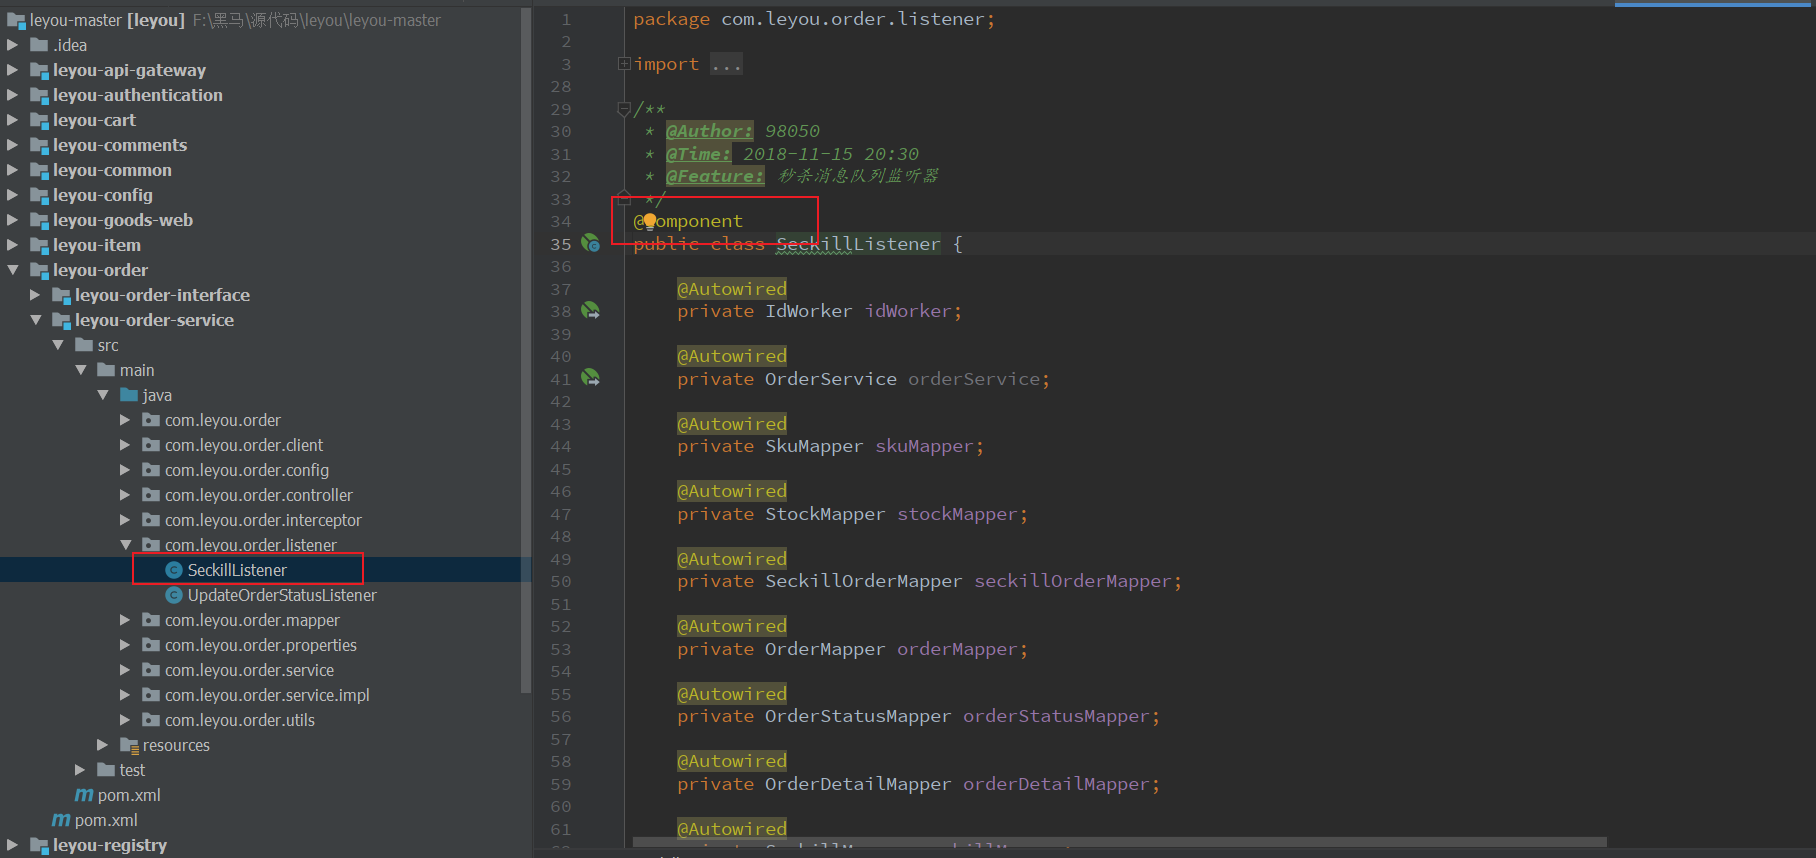 leyou-master [leyou] F:\黑马\源代码\leyou\leyou-master
.idea
leyou-api-gateway
leyou-authentication
leyou-cart
leyou-comments
leyou-common
leyou-config
leyou-goods-web
leyou-item
leyou-order
leyou-order-interface
leyou-order-service
src
main
java
com.leyou.order
com.leyou.order.client
com.leyou.order.config
com.leyou.order.controller
com.leyou.order.interceptor
com.leyou.order.listener
SeckillListener
UpdateOrderStatusListener
com.leyou.order.mapper
com.leyou.order.properties
com.leyou.order.service
com.leyou.order.service.impl
com.leyou.order.utils
resources
test
pom.xml
pom.xml
leyou-registry
1 package com.leyou.order.listener;
2
3 import ...
28
29 /**
30 * @Author: 98050
31 * @Time: 2018-11-15 20:30
32 * @Feature: 秒杀消息队列监听器
33 */
34 @Component
35 public class SeckillListener {
36
37 @Autowired
38 private IdWorker idWorker;
39
40 @Autowired
41 private OrderService orderService;
42
43 @Autowired
44 private SkuMapper skuMapper;
45
46 @Autowired
47 private StockMapper stockMapper;
48
49 @Autowired
50 private SeckillOrderMapper seckillOrderMapper;
51
52 @Autowired
53 private OrderMapper orderMapper;
54
55 @Autowired
56 private OrderStatusMapper orderStatusMapper;
57
58 @Autowired
59 private OrderDetailMapper orderDetailMapper;
60
61 @Autowired